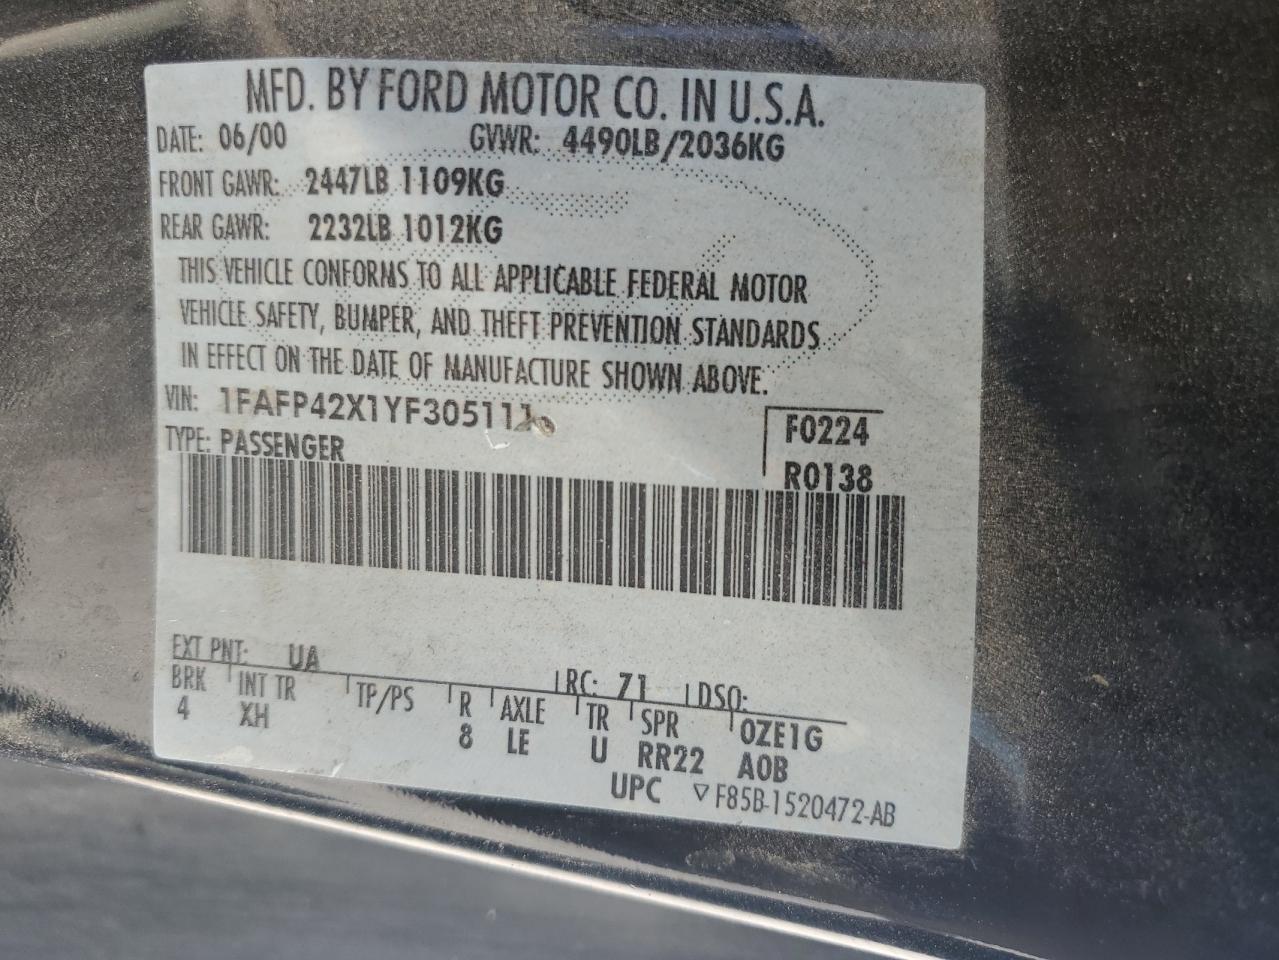 MFD. BY FORD MOTOR CO. IN U.S.A.
DATE: 06/00 GVWR: 4490LB/2036KG
FRONT GAWR: 2447LB 1109KG
REAR GAWR: 2232LB 1012KG
THIS VEHICLE CONFORMS TO ALL APPLICABLE FEDERAL MOTOR
VEHICLE SAFETY, BUMPER, AND THEFT PREVENTION STANDARDS
IN EFFECT ON THE DATE OF MANUFACTURE SHOWN ABOVE.
VIN: 1FAFP42X1YF305111 F0224
TYPE: PASSENGER R0138
EXT PNT: UA RC: 71 DSO:
BRK INT TR TP/PS R AXLE TR SPR 0ZE1G
4 XH 8 LE U RR22 A0B
UPC ▽ F85B-1520472-AB